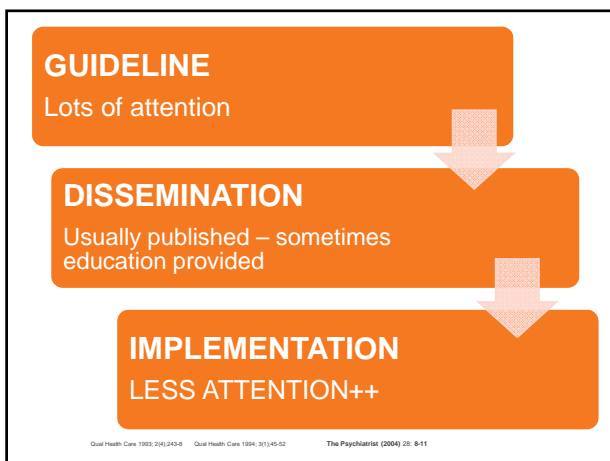 GUIDELINE
Lots of attention
DISSEMINATION
Usually published – sometimes
education provided
IMPLEMENTATION
LESS ATTENTION++
Qual Health Care 1993; 2(4);243-8 Qual Health Care 1994; 3(1);45-52 The Psychiatrist (2004) 28: 8-11